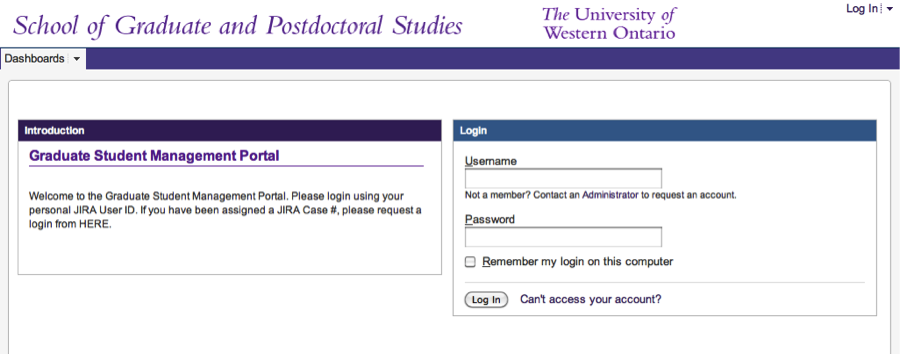 School of Graduate and Postdoctoral Studies
The University of
Western Ontario
Log In
Dashboards
Introduction
Graduate Student Management Portal
Welcome to the Graduate Student Management Portal. Please login using your
personal JIRA User ID. If you have been assigned a JIRA Case #, please request a
login from HERE.
Login
Username
Not a member? Contact an Administrator to request an account.
Password
Remember my login on this computer
Log In
Can't access your account?